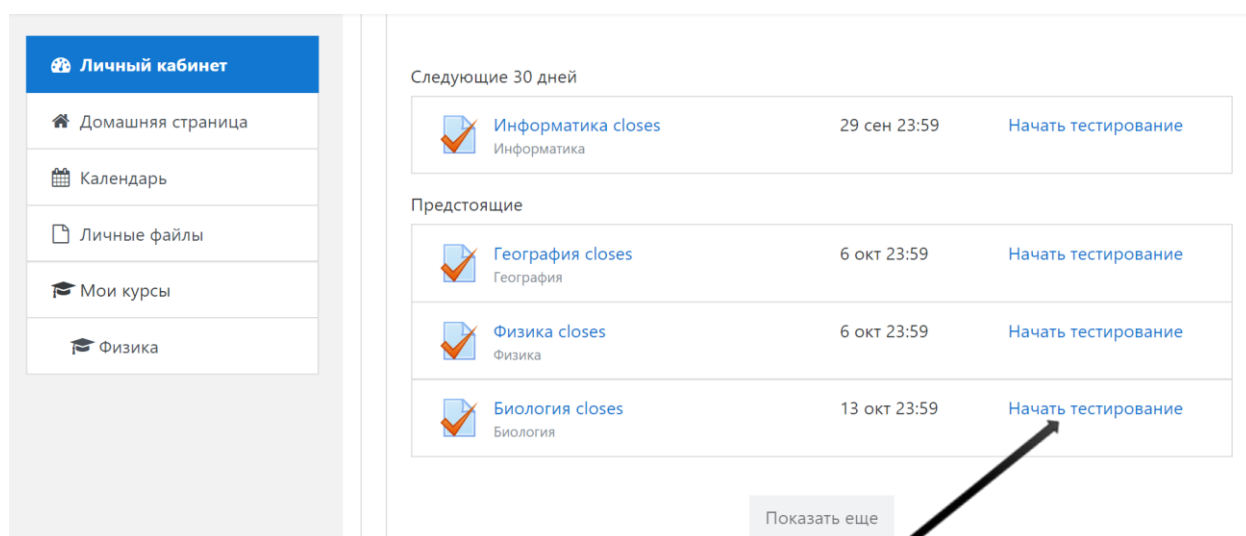 Личный кабинет
Домашняя страница
Календарь
Личные файлы
Мои курсы
Физика
Следующие 30 дней
Информатика closes 29 сен 23:59 Начать тестирование
Информатика
Предстоящие
География closes 6 окт 23:59 Начать тестирование
География
Физика closes 6 окт 23:59 Начать тестирование
Физика
Биология closes 13 окт 23:59 Начать тестирование
Биология
Показать еще